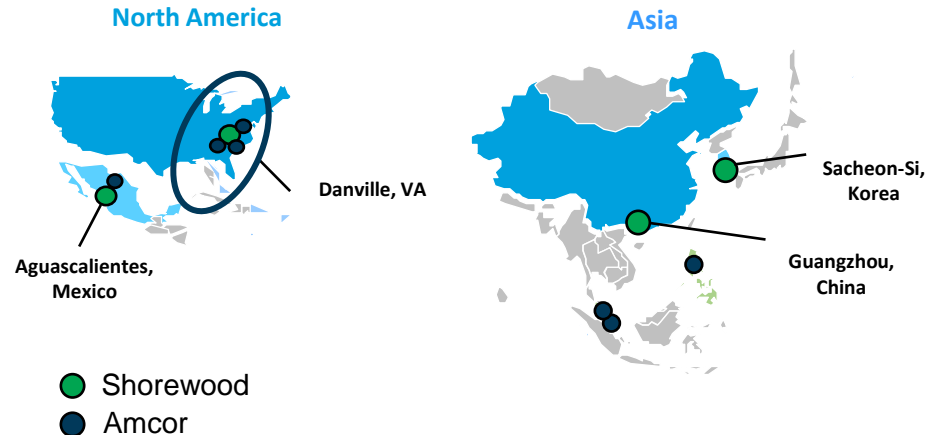 North America
Asia
Danville, VA
Sacheon-Si,
Korea
Aguascalientes,
Mexico
Guangzhou,
China
Shorewood
Amcor